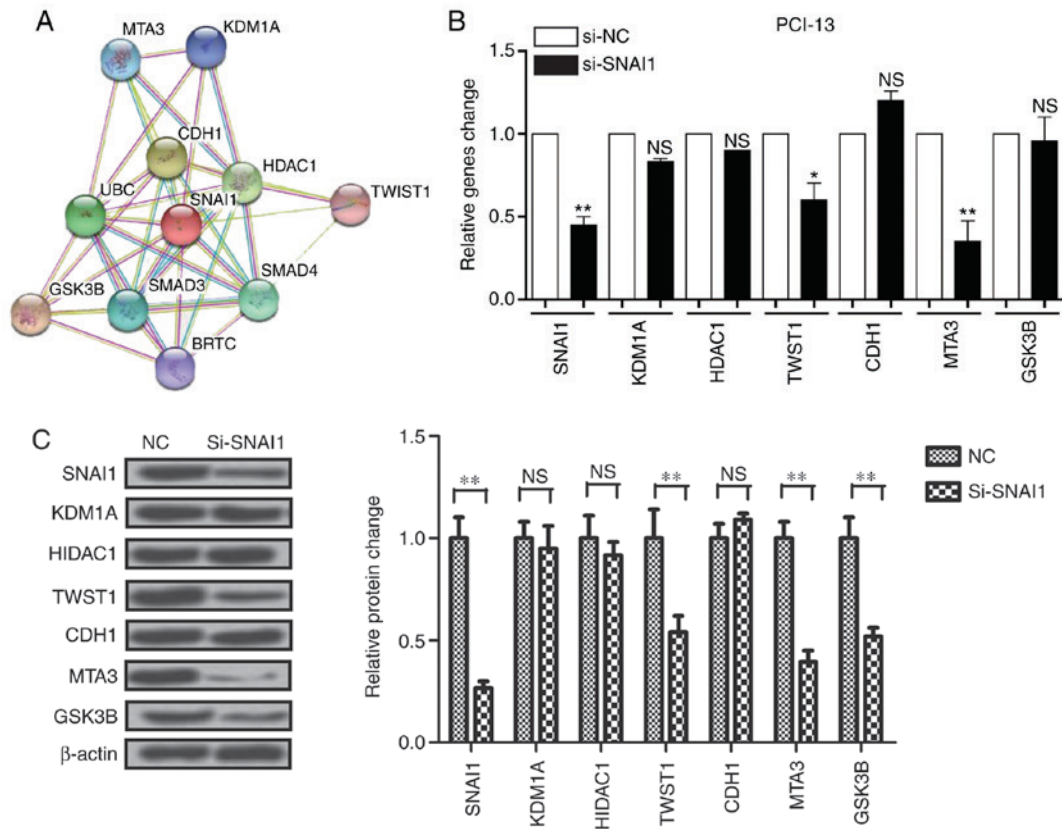 A
MTA3
KDM1A
CDH1
HDAC1
TWIST1
UBC
SNAI1
SMAD4
GSK3B
SMAD3
BRTC
B
PCI-13
si-NC
si-SNAI1
Relative genes change
1.5
1.0
0.5
0.0
** NS NS * NS ** NS
SNAI1
KDM1A
HDAC1
TWST1
CDH1
MTA3
GSK3B
C
NC Si-SNAI1
SNAI1
KDM1A
HIDAC1
TWST1
CDH1
MTA3
GSK3B
β-actin
Relative protein change
1.5
1.0
0.5
0.0
** NS NS ** NS ** **
NC
Si-SNAI1
SNAI1
KDM1A
HIDAC1
TWST1
CDH1
MTA3
GSK3B